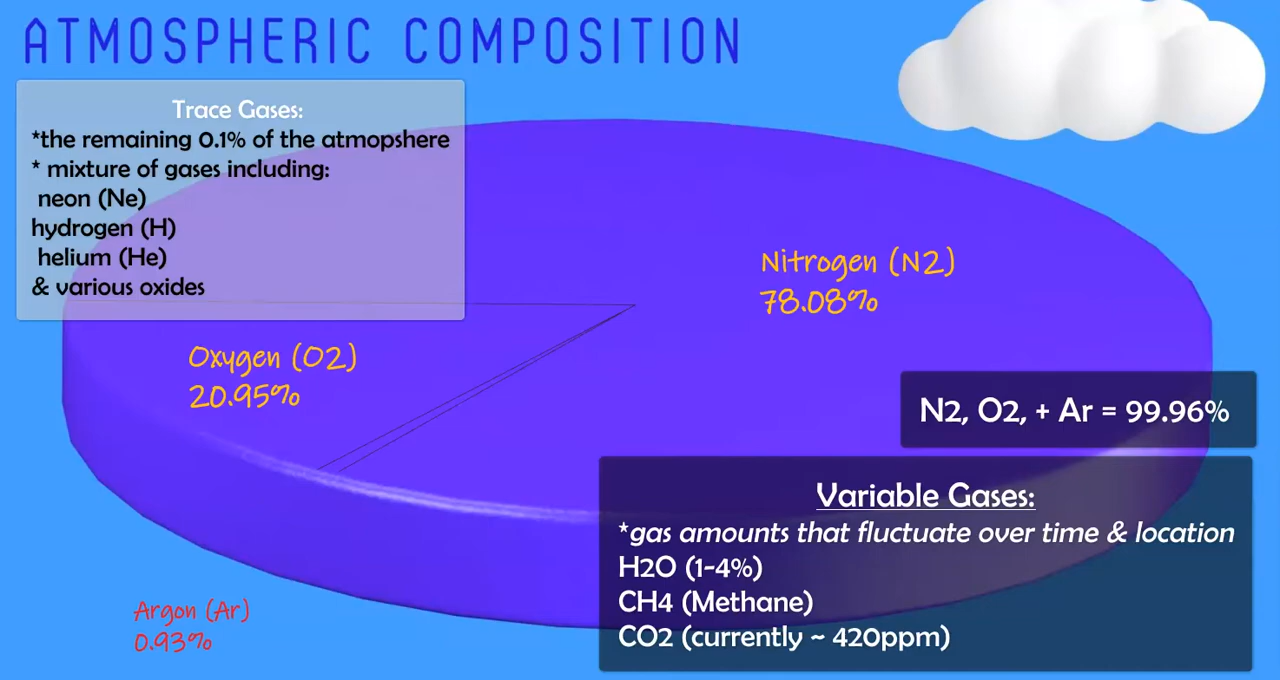 ATMOSPHERIC COMPOSITION
Trace Gases:
*the remaining 0.1% of the atmopshere
* mixture of gases including:
neon (Ne)
hydrogen (H)
helium (He)
& various oxides
Nitrogen (N2)
78.08%
Oxygen (O2)
20.95%
N2, O2, + Ar = 99.96%
Variable Gases:
*gas amounts that fluctuate over time & location
H2O (1-4%)
CH4 (Methane)
CO2 (currently ~ 420ppm)
Argon (Ar)
0.93%